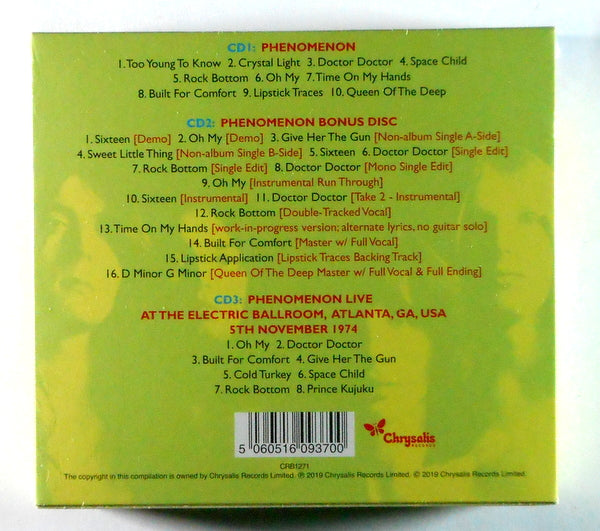 CD1: PHENOMENON
1. Too Young To Know 2. Crystal Light 3. Doctor Doctor 4. Space Child
5. Rock Bottom 6. Oh My 7. Time On My Hands
8. Built For Comfort 9. Lipstick Traces 10. Queen Of The Deep
CD2: PHENOMENON BONUS DISC
1. Sixteen [Demo] 2. Oh My [Demo] 3. Give Her The Gun [Non-album Single A-Side]
4. Sweet Little Thing [Non-album Single B-Side] 5. Sixteen 6. Doctor Doctor [Single Edit]
7. Rock Bottom [Single Edit] 8. Doctor Doctor [Mono Single Edit]
9. Oh My [Instrumental Run Through]
10. Sixteen [Instrumental] 11. Doctor Doctor [Take 2 - Instrumental]
12. Rock Bottom [Double-Tracked Vocal]
13. Time On My Hands [work-in-progress version; alternate lyrics, no guitar solo]
14. Built For Comfort [Master w/ Full Vocal]
15. Lipstick Application [Lipstick Traces Backing Track]
16. D Minor G Minor [Queen Of The Deep Master w/ Full Vocal & Full Ending]
CD3: PHENOMENON LIVE
AT THE ELECTRIC BALLROOM, ATLANTA, GA, USA
5TH NOVEMBER 1974
1. Oh My 2. Doctor Doctor
3. Built For Comfort 4. Give Her The Gun
5. Cold Turkey 6. Space Child
7. Rock Bottom 8. Prince Kujuku
5 060516 093700
Chrysalis
RECORDS
CRB1271
The copyright in this compilation is owned by Chrysalis Records Limited. ℗ 2019 Chrysalis Records Limited. © 2019 Chrysalis Records Limited.